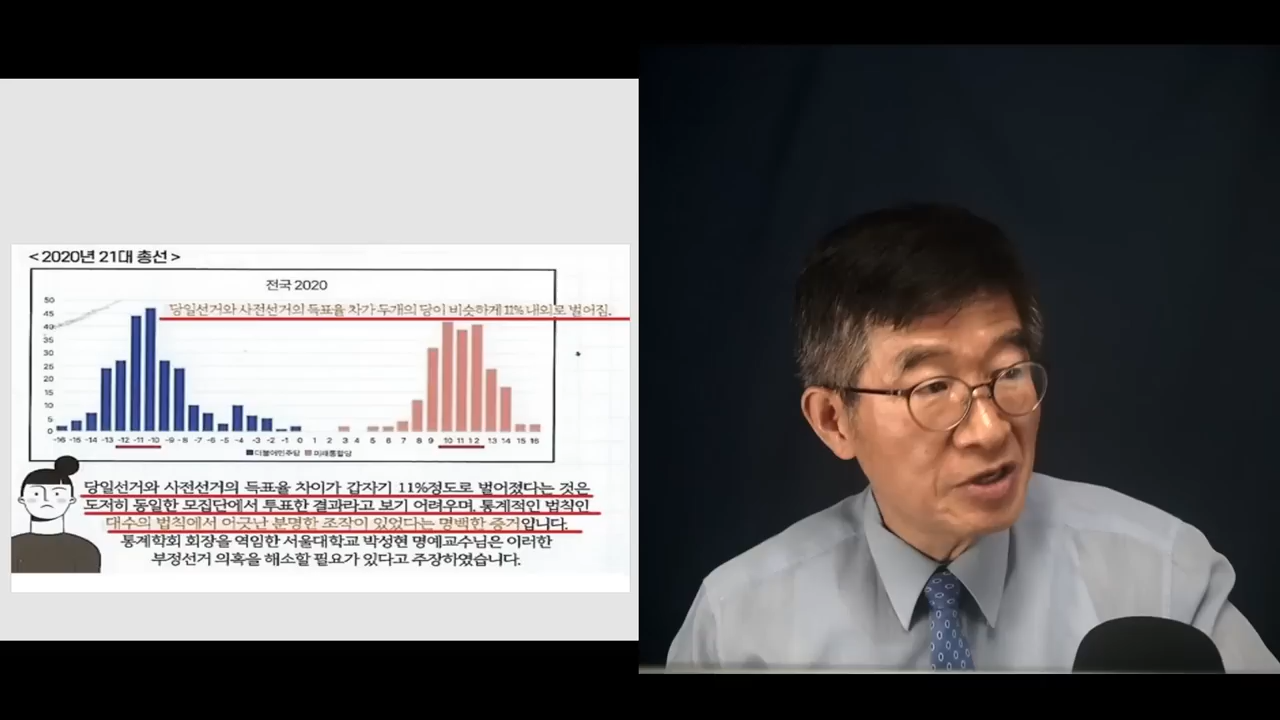 < 2020년 21대 총선 >
전국 2020
당일선거와 사전선거의 득표율 차가 두개의 당이 비슷하게 11% 내외로 벌어짐.
50
45
40
35
30
25
20
15
10
5
0
-16 -15 -14 -13 -12 -11 -10 -9 -8 -7 -6 -5 -4 -3 -2 -1 0 1 2 3 4 5 6 7 8 9 10 11 12 13 14 15 16
더불어민주당 미래통합당
당일선거와 사전선거의 득표율 차이가 갑자기 11%정도로 벌어졌다는 것은
도저히 동일한 모집단에서 투표한 결과라고 보기 어려우며, 통계적인 법칙인
대수의 법칙에서 어긋난 분명한 조작이 있었다는 명백한 증거입니다.
통계학회 회장을 역임한 서울대학교 박성현 명예교수님은 이러한
부정선거 의혹을 해소할 필요가 있다고 주장하였습니다.